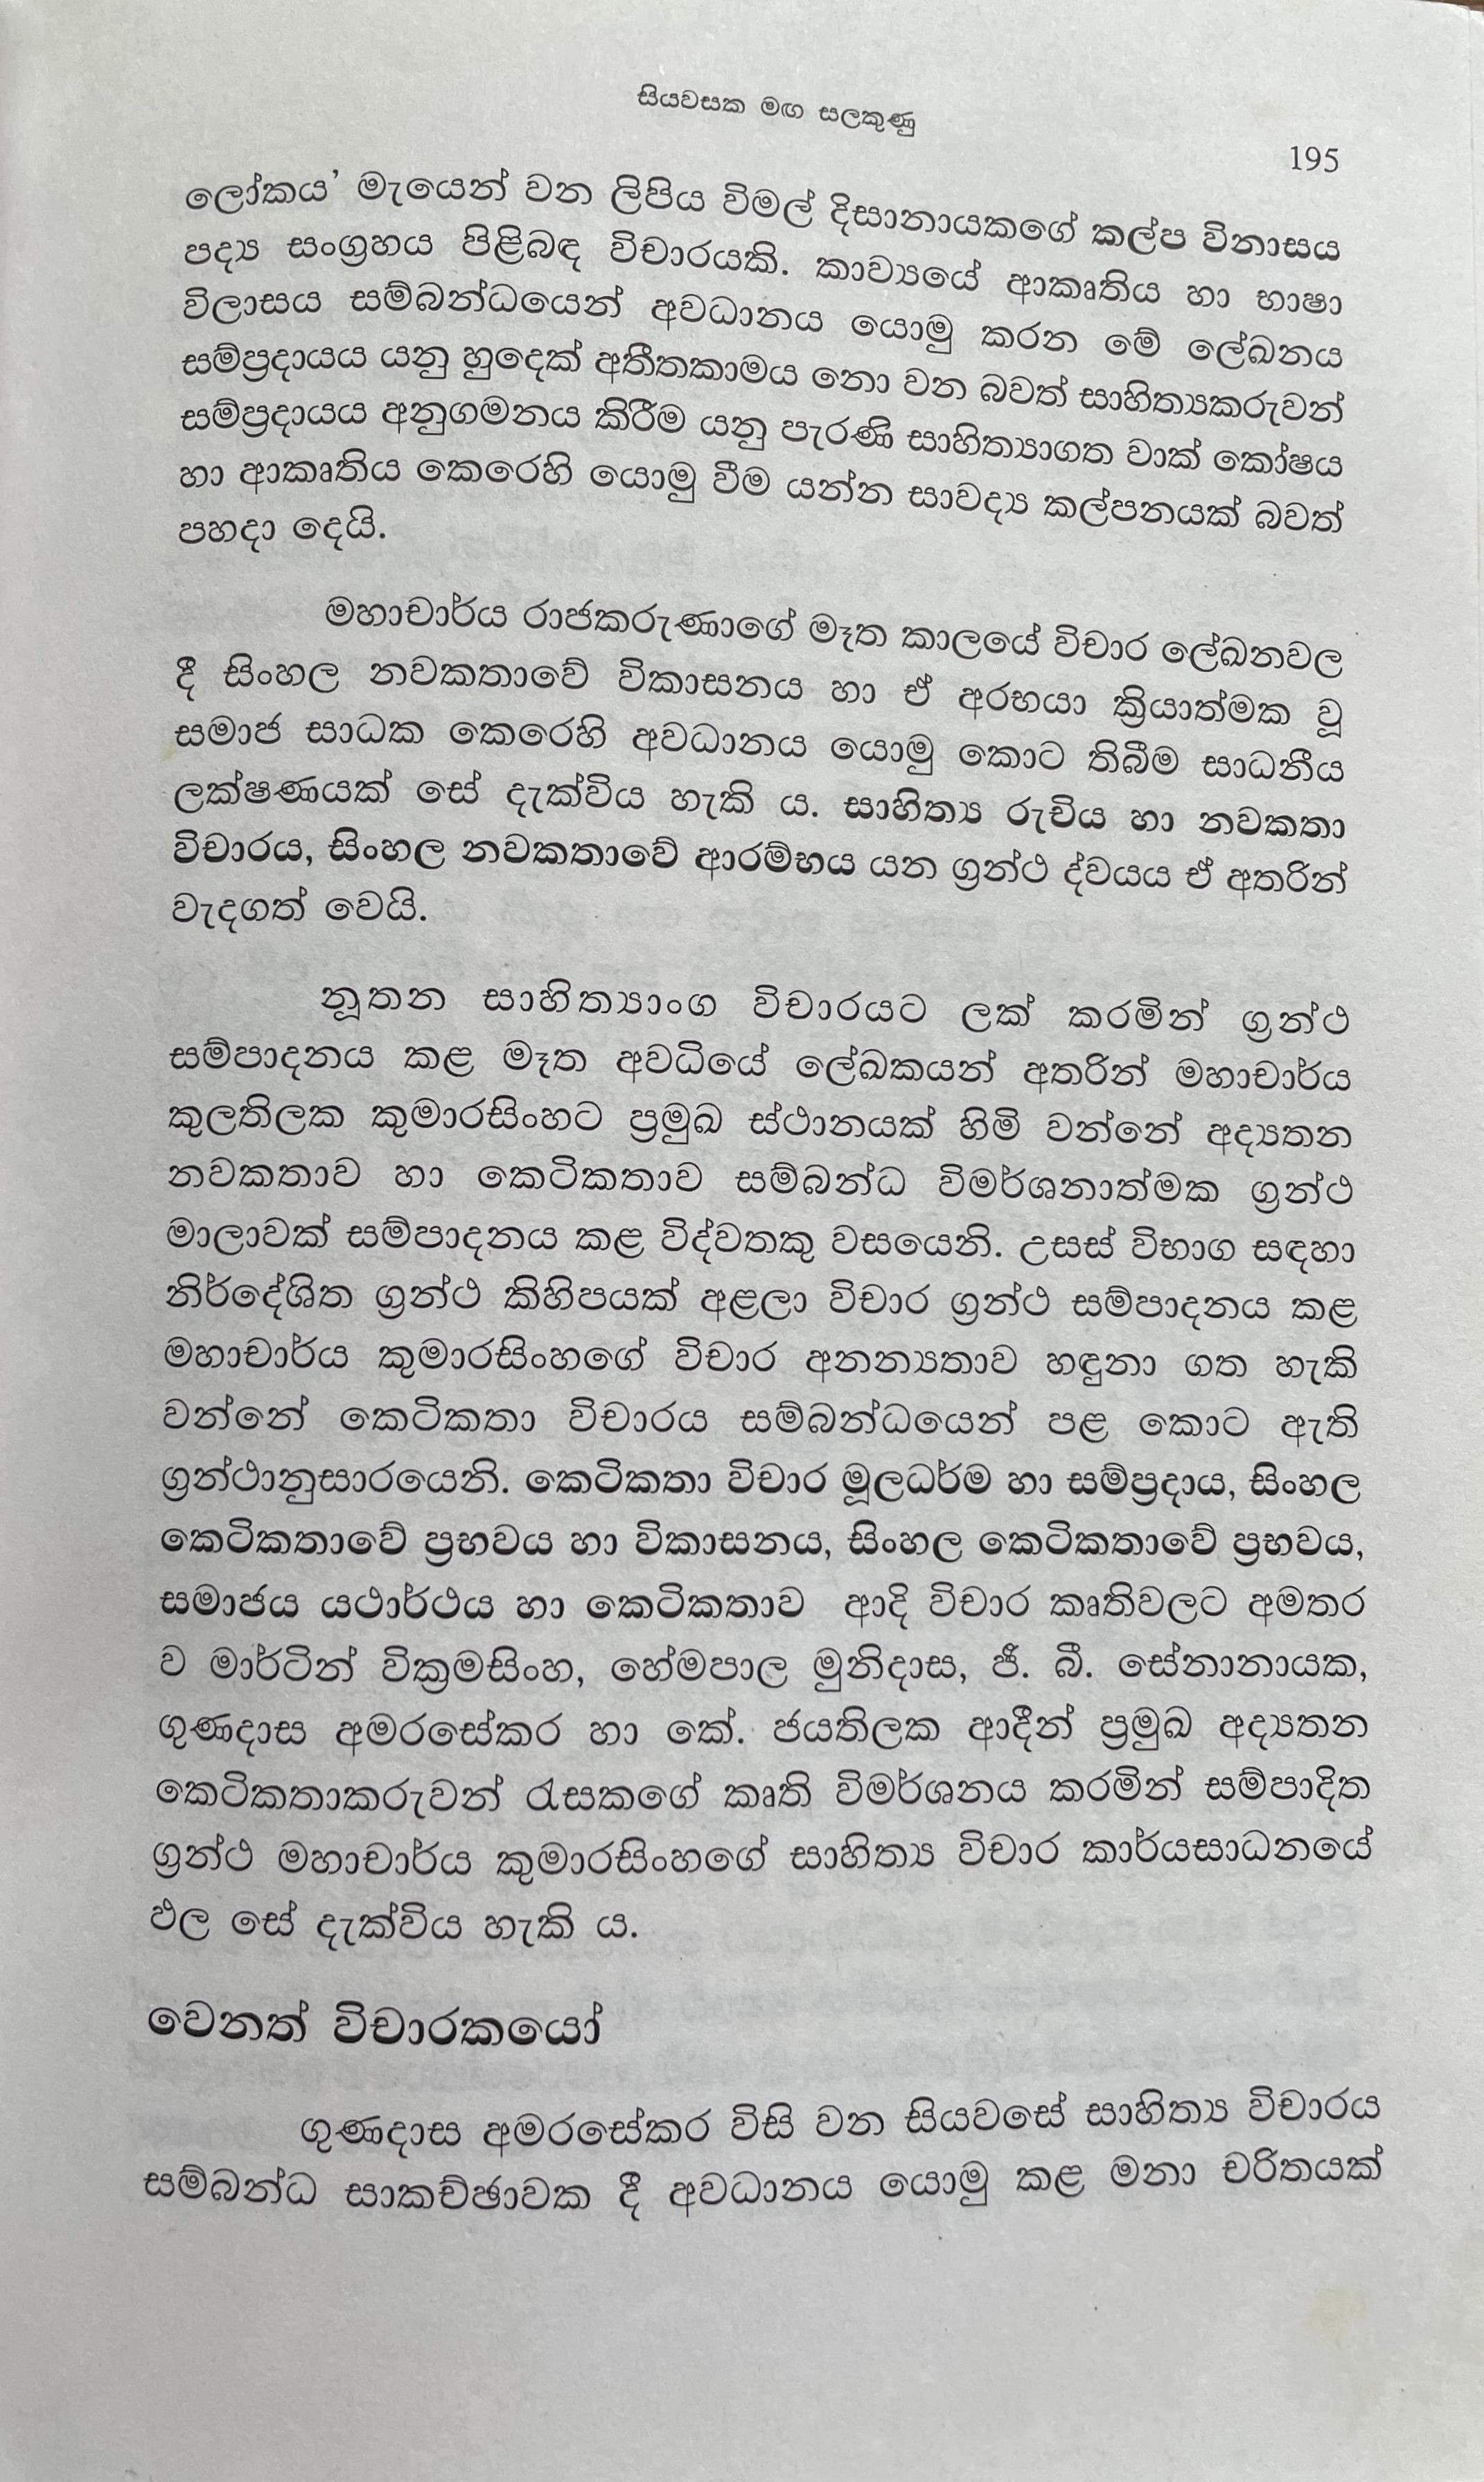 සියවසක මඟ සලකුණු
195
ලෝකය’ මැයෙන් වන ලිපිය විමල් දිසානායකගේ කල්ප විනාසය
පද්‍ය සංග්‍රහය පිළිබඳ විචාරයකි. කාව්‍යයේ ආකෘතිය හා භාෂා
විලාසය සම්බන්ධයෙන් අවධානය යොමු කරන මේ ලේඛනය
සම්ප්‍රදායය යනු හුදෙක් අතීතකාමය නො වන බවත් සාහිත්‍යකරුවන්
සම්ප්‍රදායය අනුගමනය කිරීම යනු පැරණි සාහිත්‍යාගත වාක් කෝෂය
හා ආකෘතිය කෙරෙහි යොමු වීම යන්න සාවද්‍ය කල්පනයක් බවත්
පහදා දෙයි.
මහාචාර්ය රාජකරුණාගේ මෑත කාලයේ විචාර ලේඛනවල
දී සිංහල නවකතාවේ විකාසනය හා ඒ අරභයා ක්‍රියාත්මක වූ
සමාජ සාධක කෙරෙහි අවධානය යොමු කොට තිබීම සාධනීය
ලක්ෂණයක් සේ දැක්විය හැකි ය. සාහිත්‍ය රුචිය හා නවකතා
විචාරය, සිංහල නවකතාවේ ආරම්භය යන ග්‍රන්ථ ද්වයය ඒ අතරින්
වැදගත් වෙයි.
නූතන සාහිත්‍යාංග විචාරයට ලක් කරමින් ග්‍රන්ථ
සම්පාදනය කළ මෑත අවධියේ ලේඛකයන් අතරින් මහාචාර්ය
කුලතිලක කුමාරසිංහට ප්‍රමුඛ ස්ථානයක් හිමි වන්නේ අද්‍යතන
නවකතාව හා කෙටිකතාව සම්බන්ධ විමර්ශනාත්මක ග්‍රන්ථ
මාලාවක් සම්පාදනය කළ විද්වතකු වසයෙනි. උසස් විභාග සඳහා
නිර්දේශිත ග්‍රන්ථ කිහිපයක් අළලා විචාර ග්‍රන්ථ සම්පාදනය කළ
මහාචාර්ය කුමාරසිංහගේ විචාර අනන්‍යතාව හඳුනා ගත හැකි
වන්නේ කෙටිකතා විචාරය සම්බන්ධයෙන් පළ කොට ඇති
ග්‍රන්ථානුසාරයෙනි. කෙටිකතා විචාර මූලධර්ම හා සම්ප්‍රදාය, සිංහල
කෙටිකතාවේ ප්‍රභවය හා විකාසනය, සිංහල කෙටිකතාවේ ප්‍රභවය,
සමාජය යථාර්ථය හා කෙටිකතාව ආදි විචාර කෘතිවලට අමතර
ව මාර්ටින් වික්‍රමසිංහ, හේමපාල මුනිදාස, ජී. බී. සේනානායක,
ගුණදාස අමරසේකර හා කේ. ජයතිලක ආදීන් ප්‍රමුඛ අද්‍යතන
කෙටිකතාකරුවන් රැසකගේ කෘති විමර්ශනය කරමින් සම්පාදිත
ග්‍රන්ථ මහාචාර්ය කුමාරසිංහගේ සාහිත්‍ය විචාර කාර්යසාධනයේ
ඵල සේ දැක්විය හැකි ය.
වෙනත් විචාරකයෝ
ගුණදාස අමරසේකර විසි වන සියවසේ සාහිත්‍ය විචාරය
සම්බන්ධ සාකච්ඡාවක දී අවධානය යොමු කළ මනා චරිතයක්